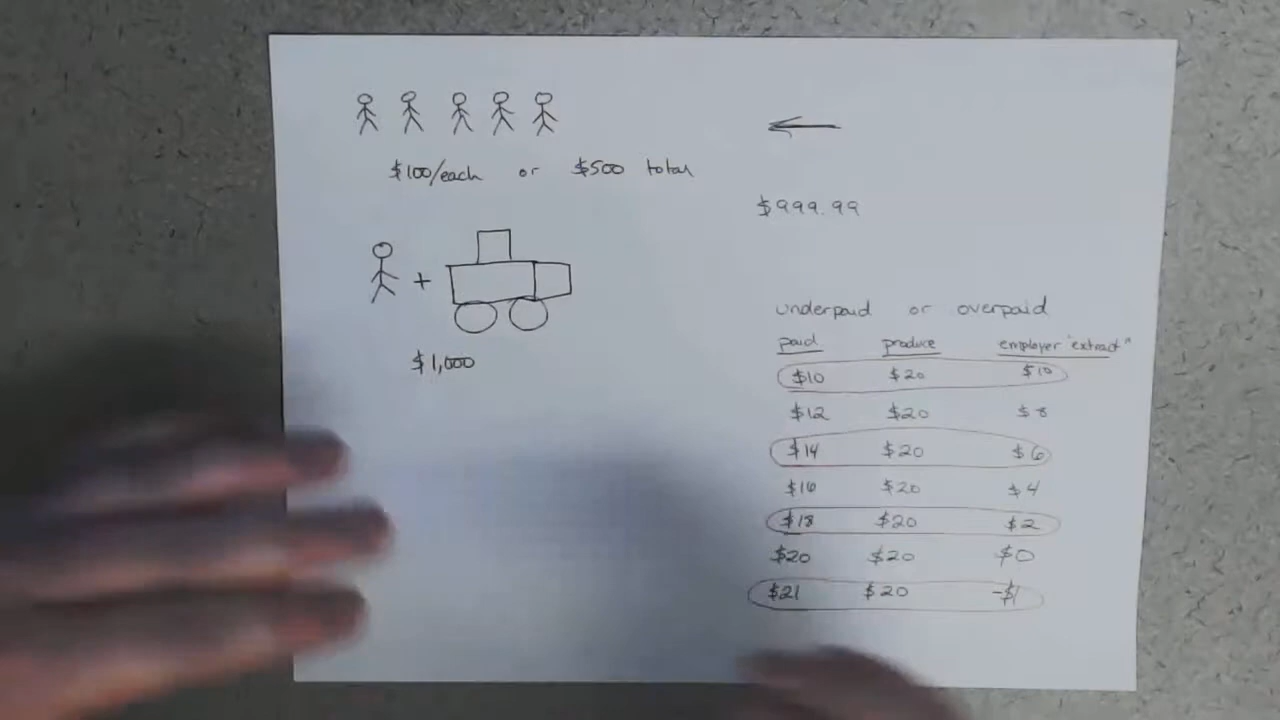 $100/each or $500 total
$999.99
$1,000
underpaid or overpaid
paid produce employer "extract"
$10 $20 $10
$12 $20 $8
$14 $20 $6
$16 $20 $4
$18 $20 $2
$20 $20 $0
$21 $20 -$1